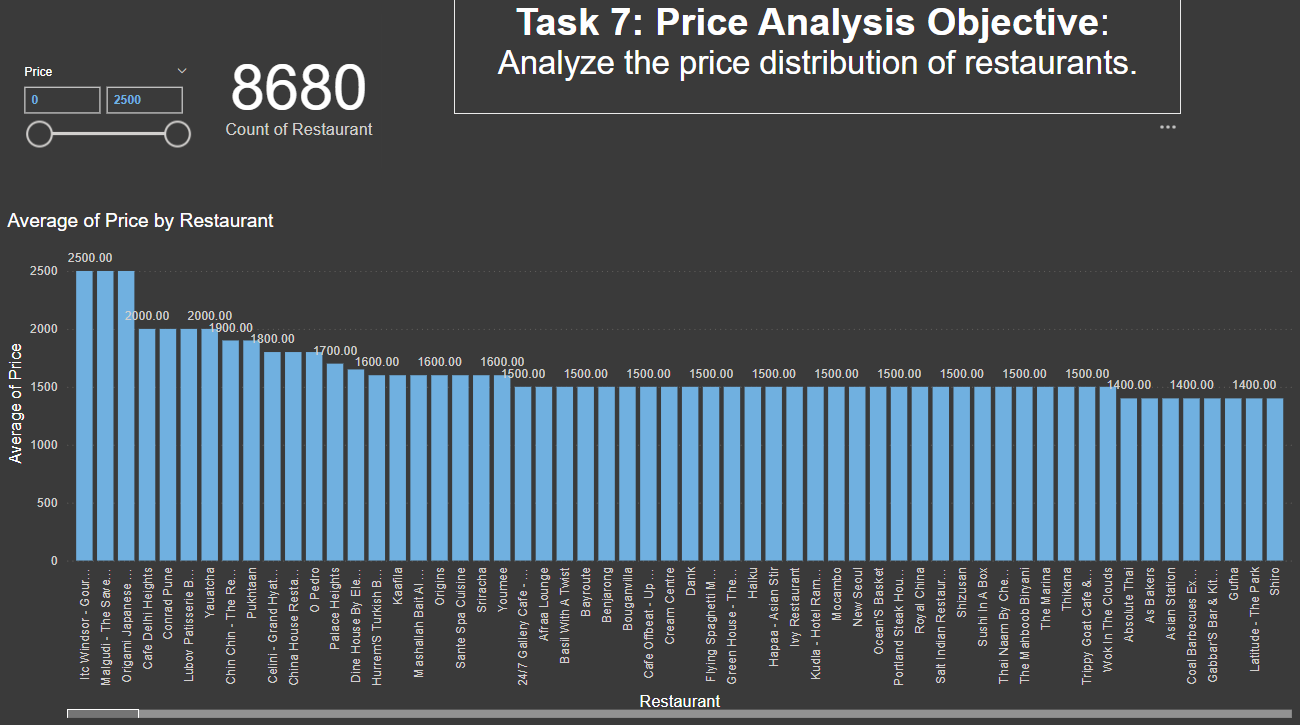 Task 7: Price Analysis Objective:
Analyze the price distribution of restaurants.
Price
0
2500
8680
Count of Restaurant
Average of Price by Restaurant
Average of Price
2500
2000
1500
1000
500
0
2500.00
2000.00
2000.00
1900.00
1800.00
1700.00
1600.00
1600.00
1600.00
1500.00
1500.00
1500.00
1500.00
1500.00
1500.00
1500.00
1500.00
1500.00
1500.00
1400.00
1400.00
1400.00
Itc Windsor - Gour...
Malgudi - The Save...
Origami Japanese ...
Cafe Delhi Heights
Conrad Pune
Lubov Patisserie B...
Yauatcha
Chin Chin - The Re...
Pukhtaan
Celini - Grand Hyat...
China House Resta...
O Pedro
Palace Heights
Dine House By Ele...
Hurrem'S Turkish B...
Kaafila
Mashallah Bait Al ...
Origins
Sante Spa Cuisine
Sriracha
Youmee
24/7 Gallery Cafe - ...
Afraa Lounge
Basil With A Twist
Bayroute
Benjarong
Bouganvilla
Cafe Offbeat - Up ...
Cream Centre
Dank
Flying Spaghetti M...
Green House - The...
Haiku
Hapaa - Asian Stir
Ivy Restaurant
Kudla - Hotel Ram...
Mocambo
New Seoul
Ocean'S Basket
Portland Steak Hou...
Royal China
Salt Indian Restaur...
Shizusan
Sushi In A Box
Thai Naam By Che...
The Mahboob Biryani
The Marina
Thikana
Trippy Goat Cafe &...
Wok In The Clouds
Absolute Thai
As Bakers
Asian Station
Coal Barbecues Ex...
Gabbar'S Bar & Kit...
Gufha
Latitude - The Park
Shiro
Restaurant